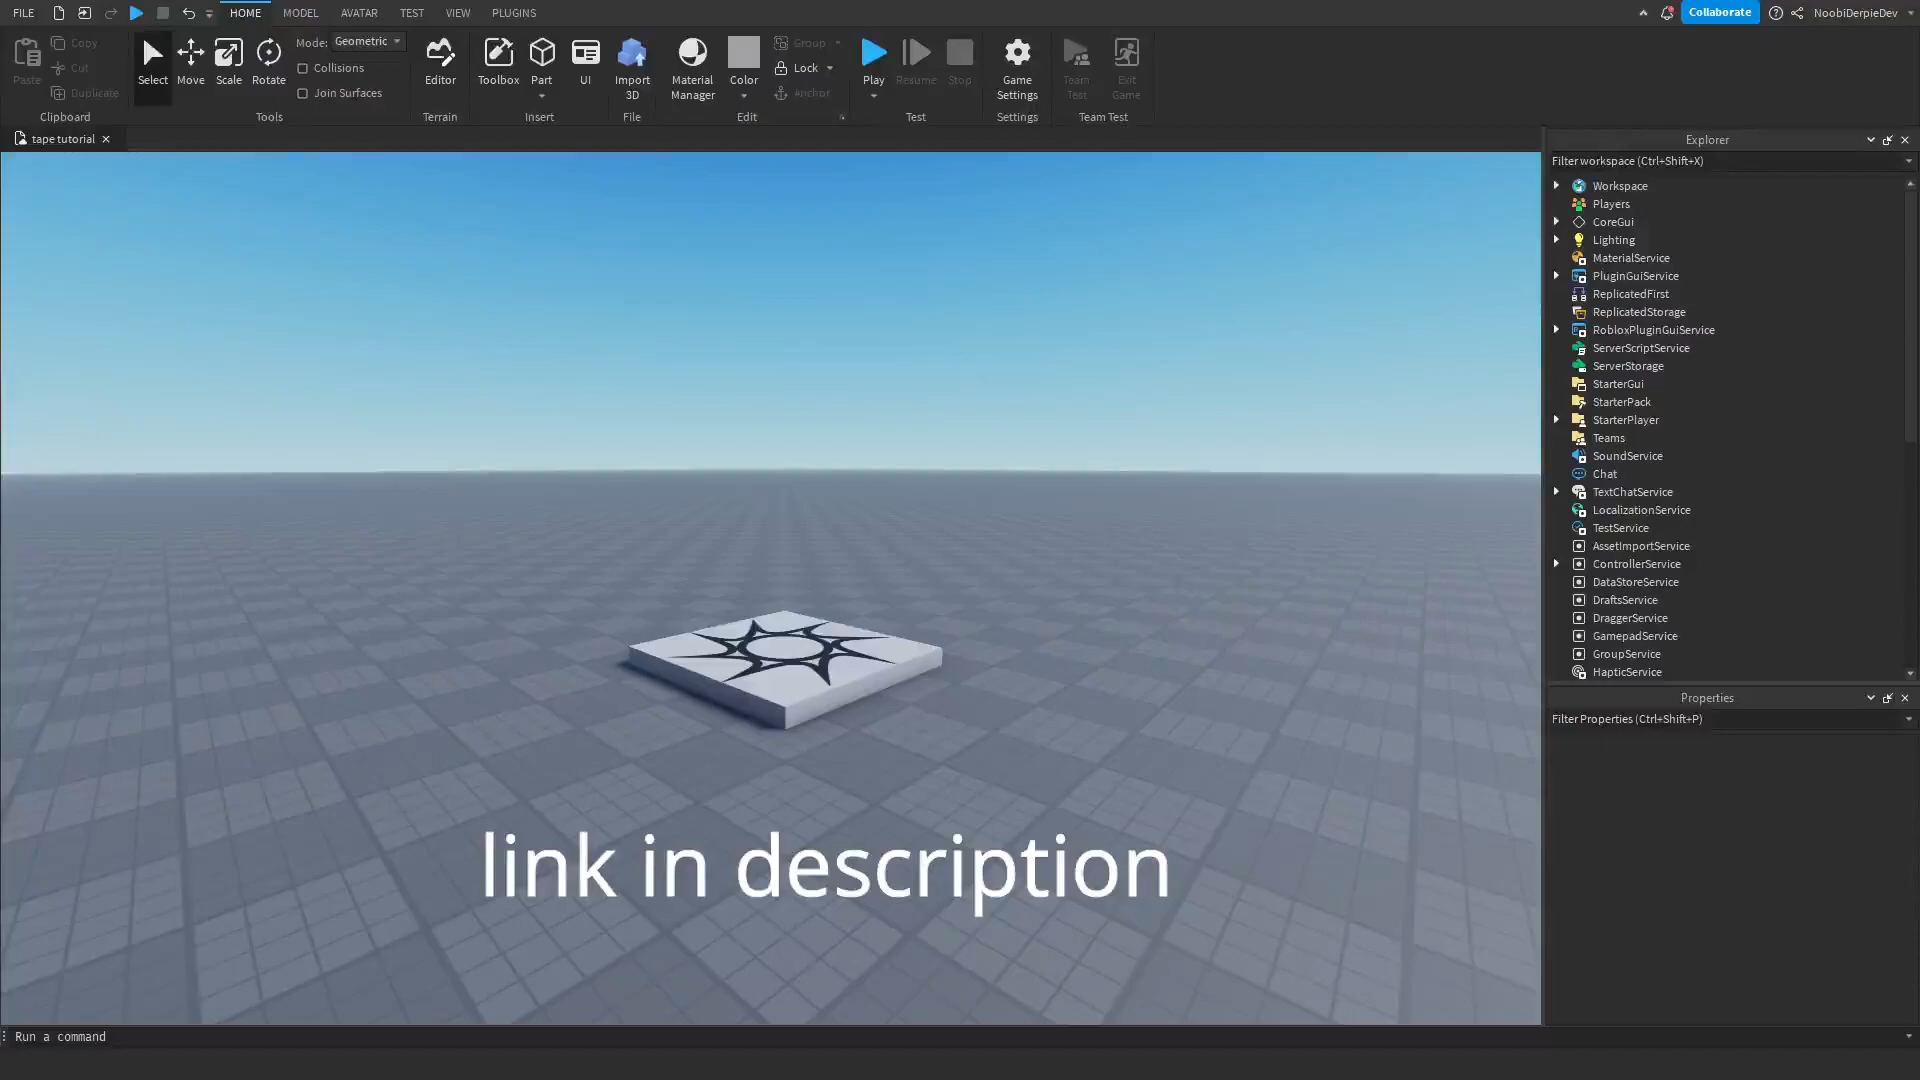 FILE
HOME
MODEL
AVATAR
TEST
VIEW
PLUGINS
Collaborate
NoobiDerpieDev
Paste
Copy
Cut
Duplicate
Clipboard
Select
Move
Scale
Rotate
Mode: Geometric
Collisions
Join Surfaces
Tools
Editor
Terrain
Toolbox
Part
UI
Insert
Import
3D
File
Material
Manager
Color
Group
Lock
Anchor
Edit
Play
Resume
Stop
Test
Game
Settings
Settings
Team
Test
Exit
Game
Team Test
tape tutorial
link in description
Run a command
Explorer
Filter workspace (Ctrl+Shift+X)
Workspace
Players
CoreGui
Lighting
MaterialService
PluginGuiService
ReplicatedFirst
ReplicatedStorage
RobloxPluginGuiService
ServerScriptService
ServerStorage
StarterGui
StarterPack
StarterPlayer
Teams
SoundService
Chat
TextChatService
LocalizationService
TestService
AssetImportService
ControllerService
DataStoreService
DraftsService
DraggerService
GamepadService
GroupService
HapticService
Properties
Filter Properties (Ctrl+Shift+P)